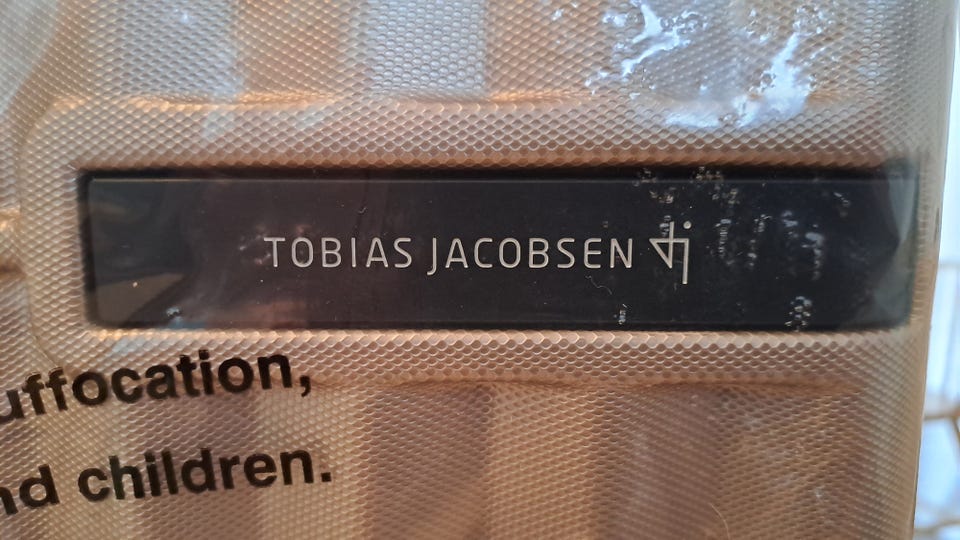 TOBIAS JACOBSEN
uffocation,
nd children.